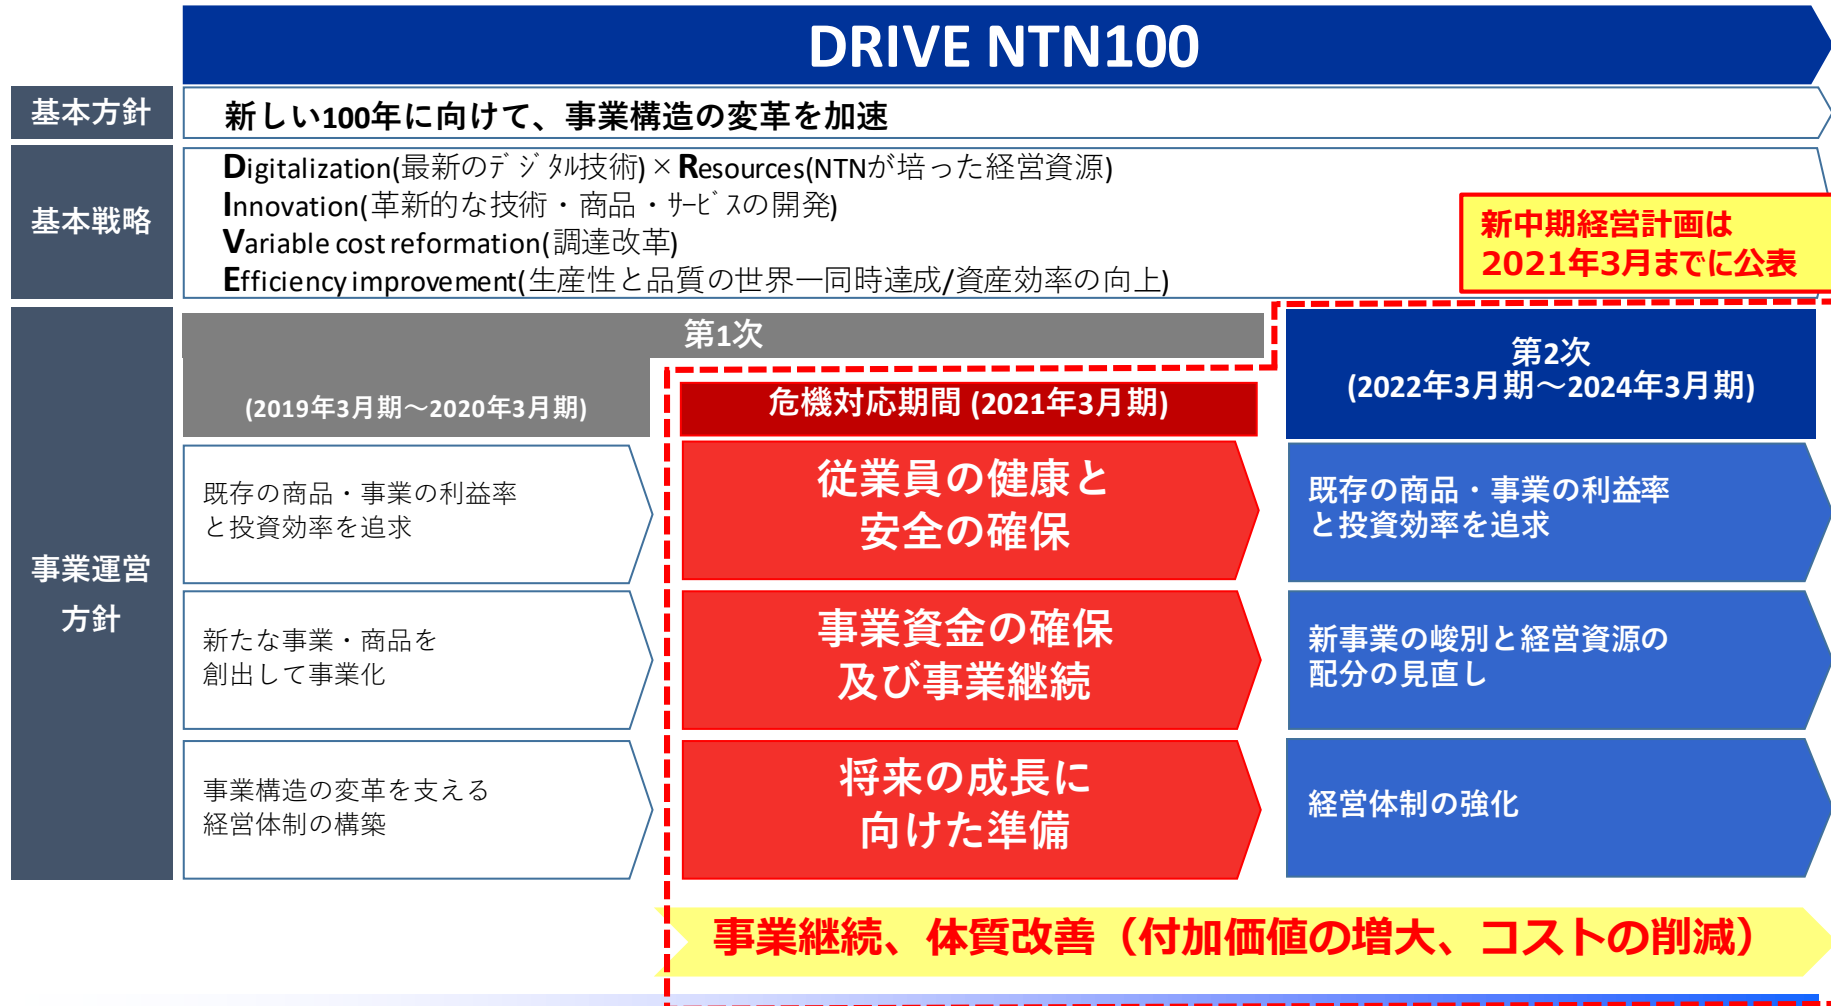 DRIVE NTN100
基本方針
新しい100年に向けて、事業構造の変革を加速
基本戦略
Digitalization(最新のﾃﾞｼﾞﾀﾙ技術)×Resources(NTNが培った経営資源)
Innovation(革新的な技術・商品・ｻｰﾋﾞｽの開発)
Variable cost reformation(調達改革)
Efficiency improvement(生産性と品質の世界一同時達成/資産効率の向上)
新中期経営計画は
2021年3月までに公表
事業運営
方針
第1次
(2019年3月期～2020年3月期)
危機対応期間 (2021年3月期)
第2次
(2022年3月期～2024年3月期)
既存の商品・事業の利益率
と投資効率を追求
従業員の健康と
安全の確保
既存の商品・事業の利益率
と投資効率を追求
新たな事業・商品を
創出して事業化
事業資金の確保
及び事業継続
新事業の峻別と経営資源の
配分の見直し
事業構造の変革を支える
経営体制の構築
将来の成長に
向けた準備
経営体制の強化
事業継続、体質改善（付加価値の増大、コストの削減）